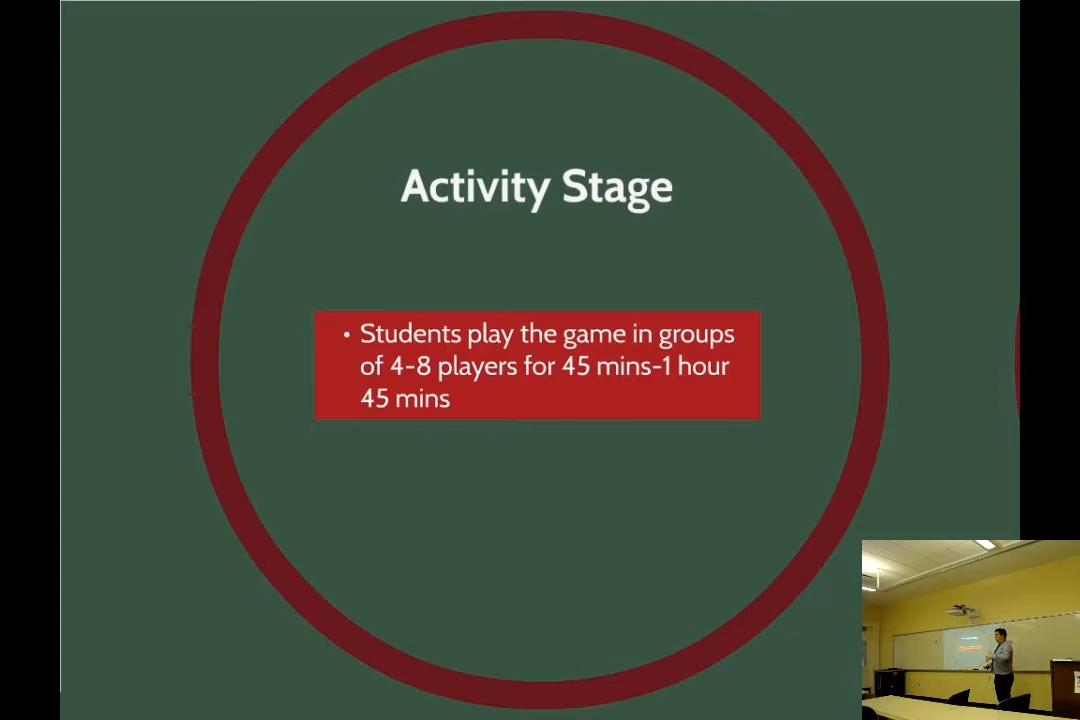 Activity Stage
• Students play the game in groups
of 4-8 players for 45 mins-1 hour
45 mins